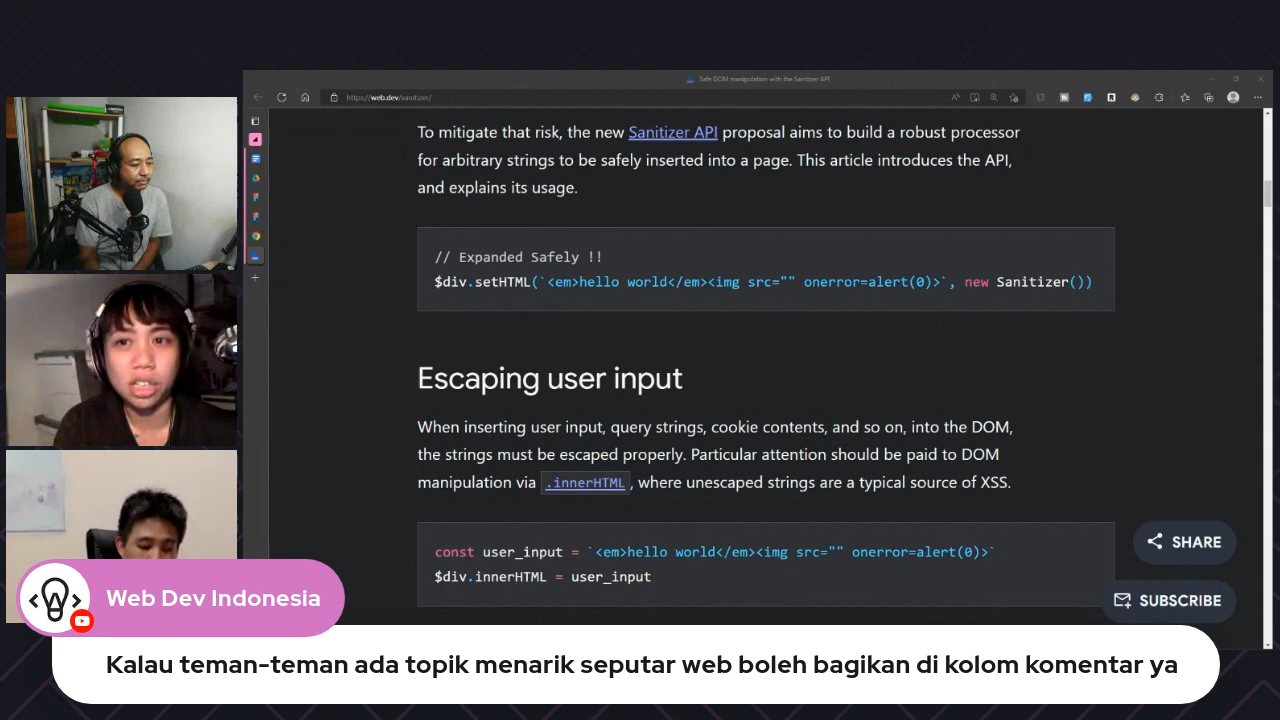 Safe DOM manipulation with the Sanitizer API
https://web.dev/sanitizer/
To mitigate that risk, the new Sanitizer API proposal aims to build a robust processor
for arbitrary strings to be safely inserted into a page. This article introduces the API,
and explains its usage.
// Expanded Safely !!
$div.setHTML(`<em>hello world</em><img src="" onerror=alert(0)>`, new Sanitizer())
Escaping user input
When inserting user input, query strings, cookie contents, and so on, into the DOM,
the strings must be escaped properly. Particular attention should be paid to DOM
manipulation via .innerHTML, where unescaped strings are a typical source of XSS.
const user_input = `<em>hello world</em><img src="" onerror=alert(0)>`
$div.innerHTML = user_input
SHARE
SUBSCRIBE
Web Dev Indonesia
Kalau teman-teman ada topik menarik seputar web boleh bagikan di kolom komentar ya